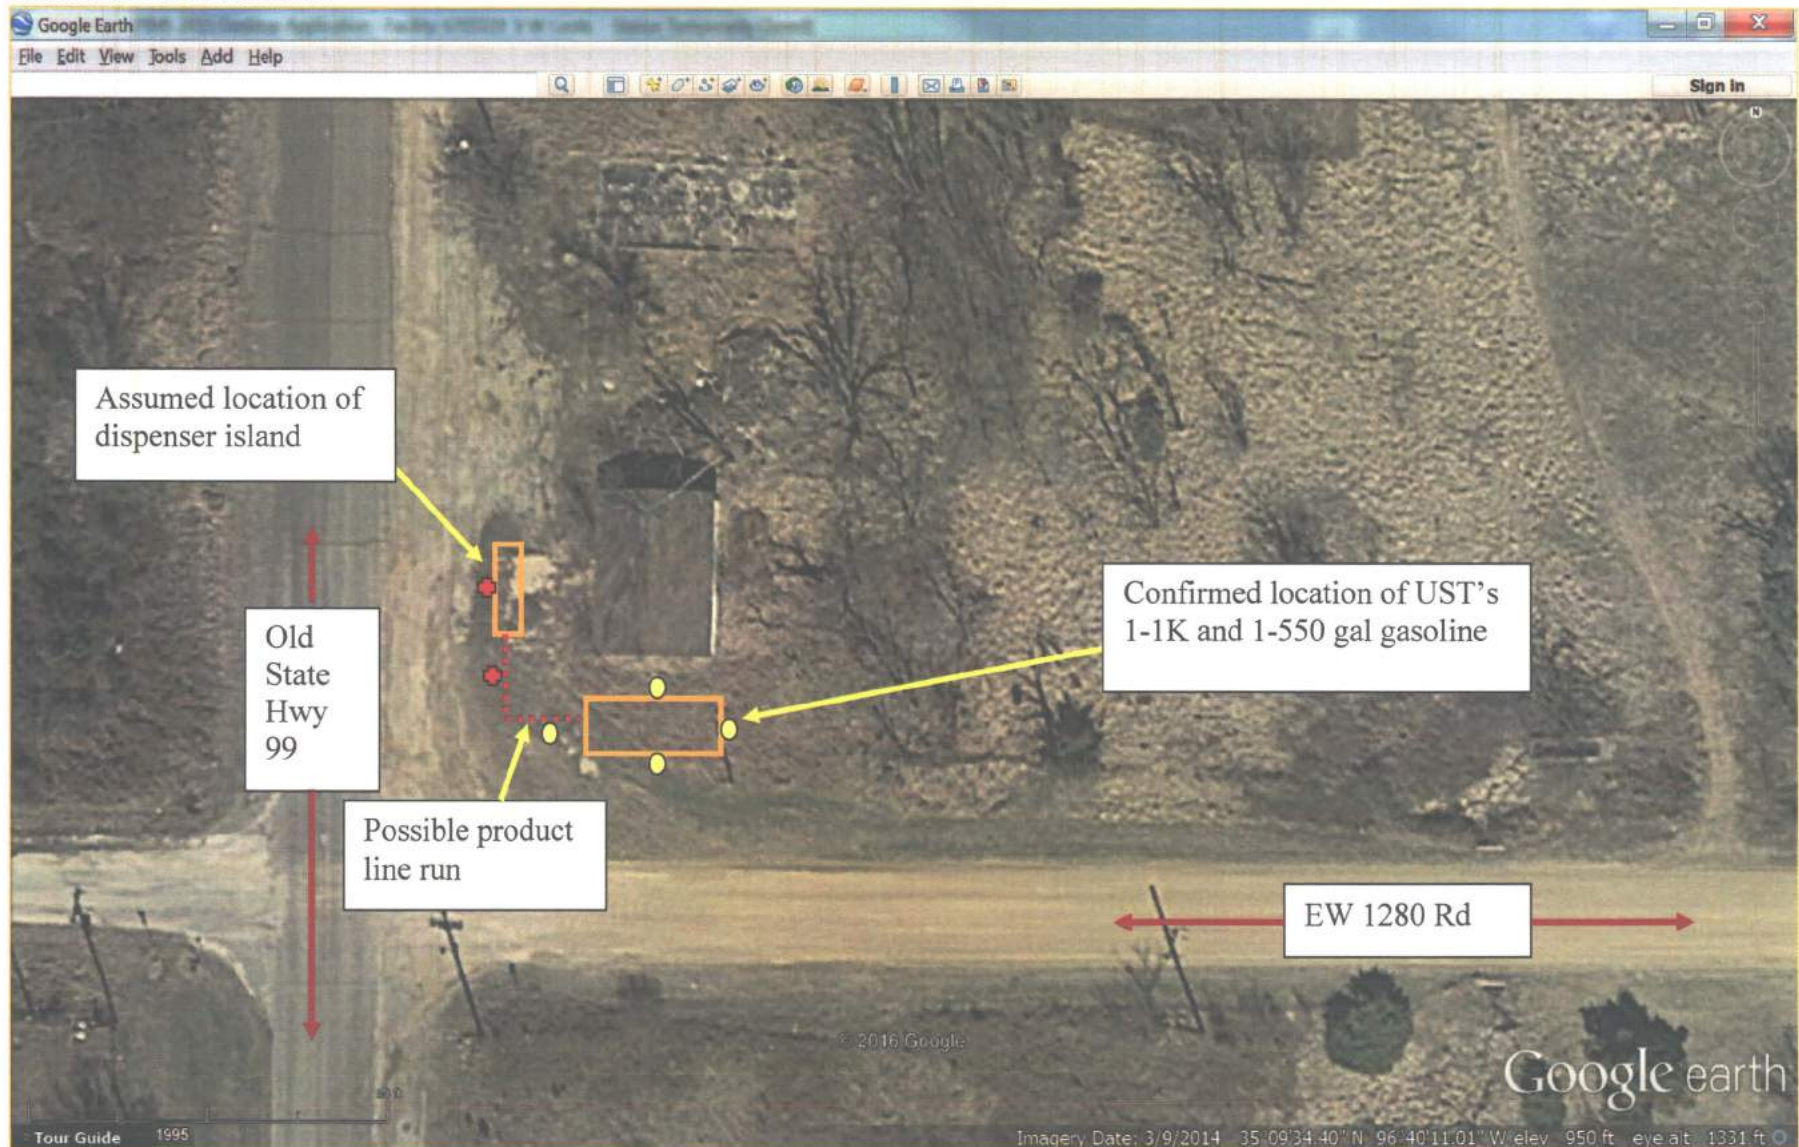 Google Earth
File Edit View Tools Add Help
Sign in
N
Assumed location of
dispenser island
Confirmed location of UST's
1-1K and 1-550 gal gasoline
Old
State
Hwy
99
Possible product
line run
EW 1280 Rd
© 2016 Google
Google earth
Tour Guide
1995
Imagery Date: 3/9/2014 35°09'34.40" N 96°40'11.01" W elev 950 ft eye alt 1331 ft